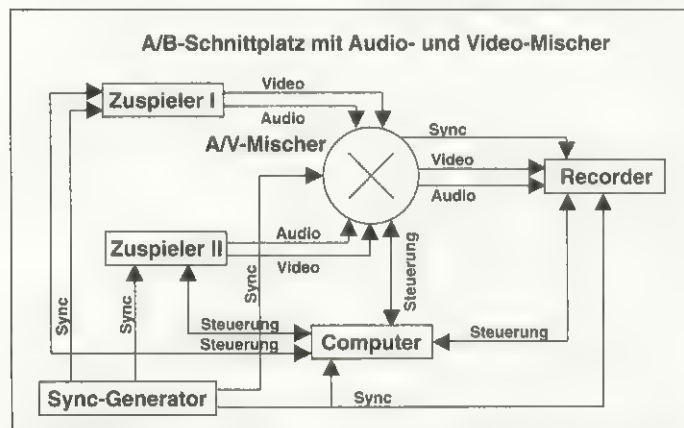 A/B-Schnittplatz mit Audio- und Video-Mischer
Video
Zuspieler I
Audio
A/V-Mischer
Sync
Video
Recorder
Audio
Audio
Zuspieler II
Video
Sync
Sync
Sync
Steuerung
Steuerung
Steuerung
Computer
Steuerung
Sync-Generator
Sync